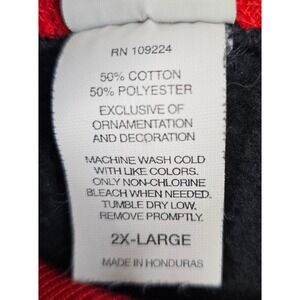 RN 109224
50% COTTON
50% POLYESTER
EXCLUSIVE OF
ORNAMENTATION
AND DECORATION
MACHINE WASH COLD
WITH LIKE COLORS.
ONLY NON-CHLORINE
BLEACH WHEN NEEDED.
TUMBLE DRY LOW.
REMOVE PROMPTLY.
2X-LARGE
MADE IN HONDURAS